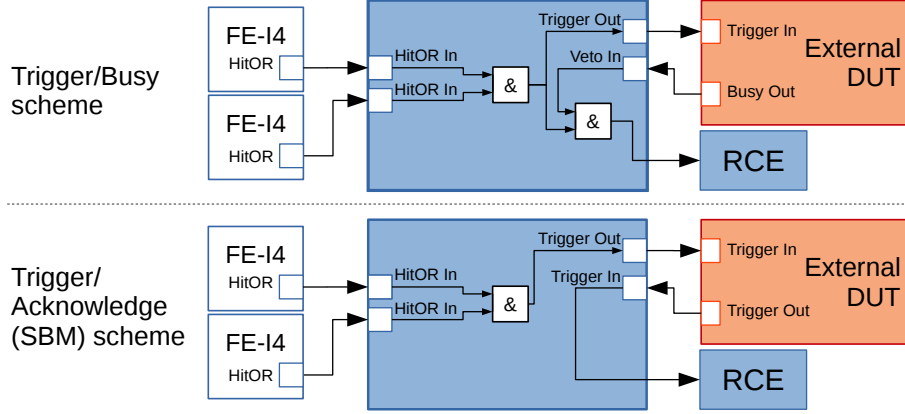 Trigger/Busy
scheme
FE-I4
HitOR
FE-I4
HitOR
HitOR In
HitOR In
&
&
Trigger Out
Veto In
Trigger In
External
DUT
Busy Out
RCE
Trigger/
Acknowledge
(SBM) scheme
FE-I4
HitOR
FE-I4
HitOR
HitOR In
HitOR In
&
Trigger Out
Trigger In
Trigger In
External
DUT
Trigger Out
RCE